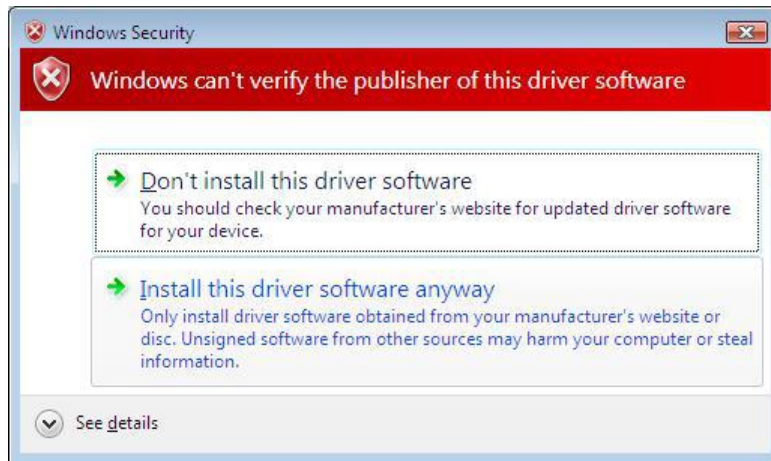 Windows Security
Windows can't verify the publisher of this driver software
Don't install this driver software
You should check your manufacturer's website for updated driver software
for your device.
Install this driver software anyway
Only install driver software obtained from your manufacturer's website or
disc. Unsigned software from other sources may harm your computer or steal
information.
See details